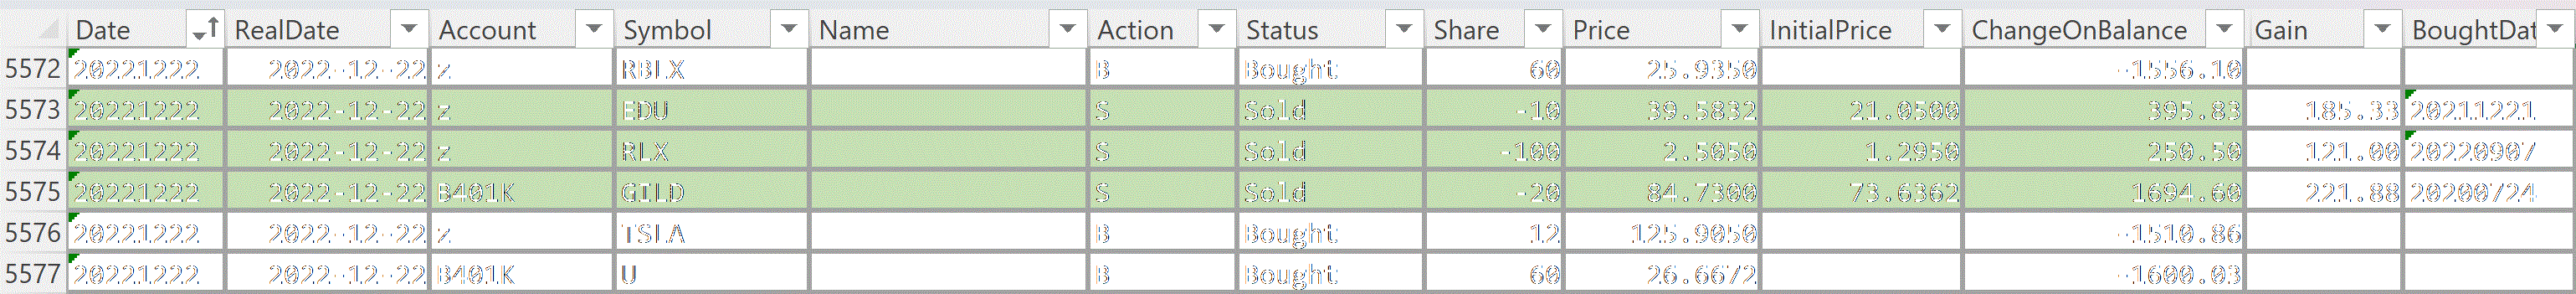 Date RealDate Account Symbol Name Action Status Share Price InitialPrice ChangeOnBalance Gain BoughtDat
5572 20221222 2022-12-22 z RBLX B Bought 60 25.9350 -1556.10
5573 20221222 2022-12-22 z EDU S Sold -10 39.5832 21.0500 395.83 185.33 20211221
5574 20221222 2022-12-22 z RLX S Sold -100 2.5050 1.2950 250.50 121.00 20220907
5575 20221222 2022-12-22 B401K GILD S Sold -20 84.7300 73.6362 1694.60 221.88 20200724
5576 20221222 2022-12-22 z TSLA B Bought 12 125.9050 -1510.86
5577 20221222 2022-12-22 B401K U B Bought 60 26.6672 -1600.03